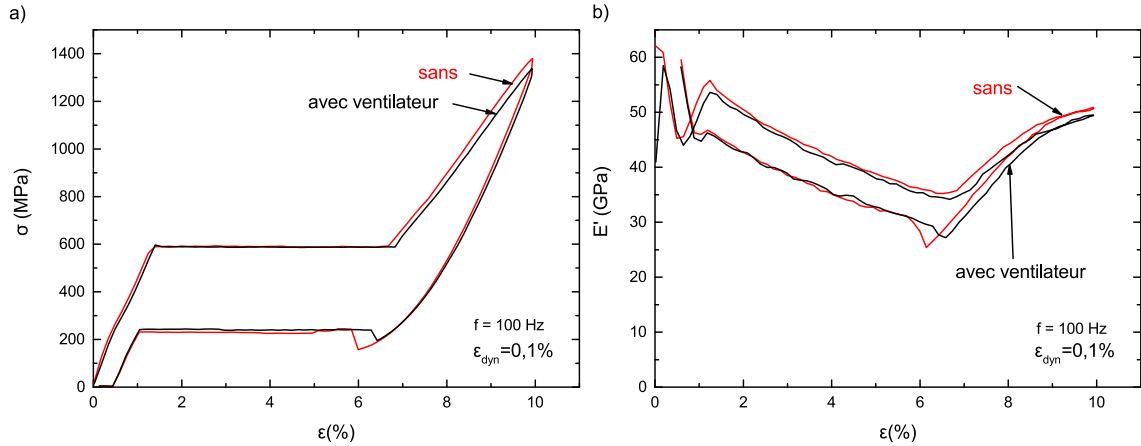 a)
1400
1200
1000
800
600
400
200
0
σ (MPa)
sans
avec ventilateur
f = 100 Hz
εdyn=0,1%
0 2 4 6 8 10
ε(%)
b)
60
50
40
30
20
10
0
E' (GPa)
sans
avec ventilateur
f = 100 Hz
εdyn=0,1%
0 2 4 6 8 10
ε(%)